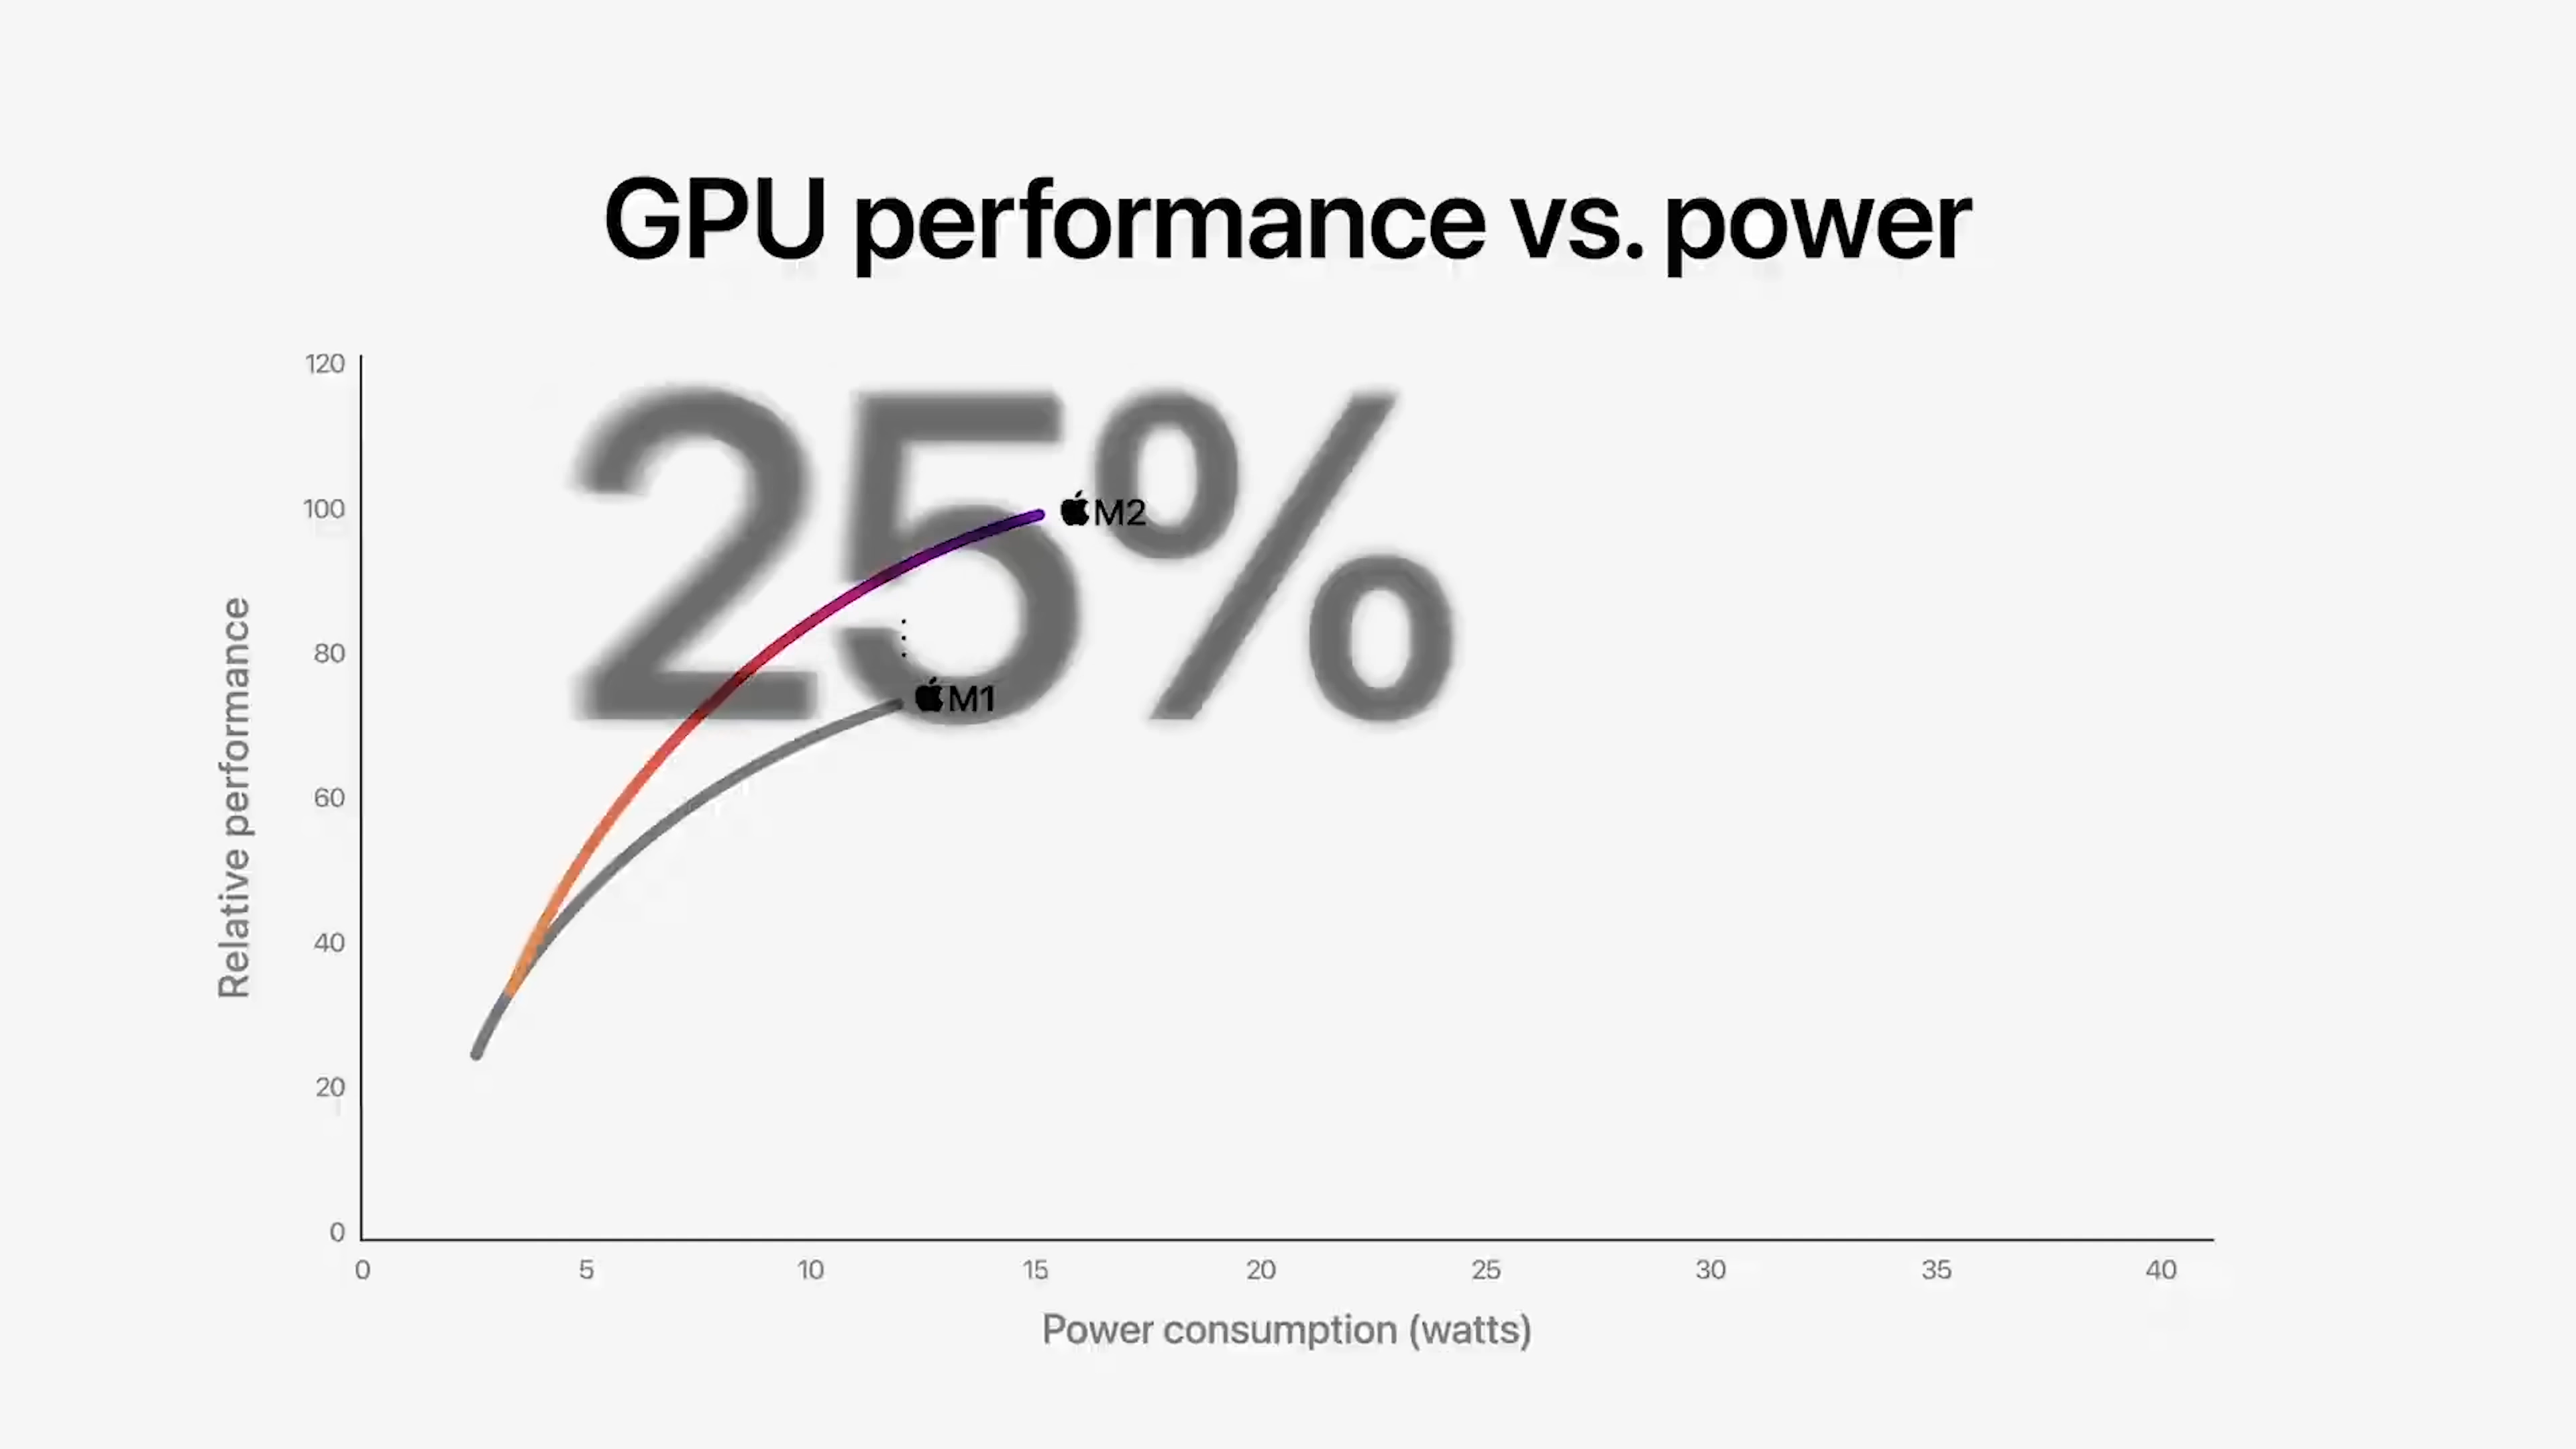 GPU performance vs. power
25%
120
100
80
60
40
20
0
Relative performance
M2
M1
0 5 10 15 20 25 30 35 40
Power consumption (watts)